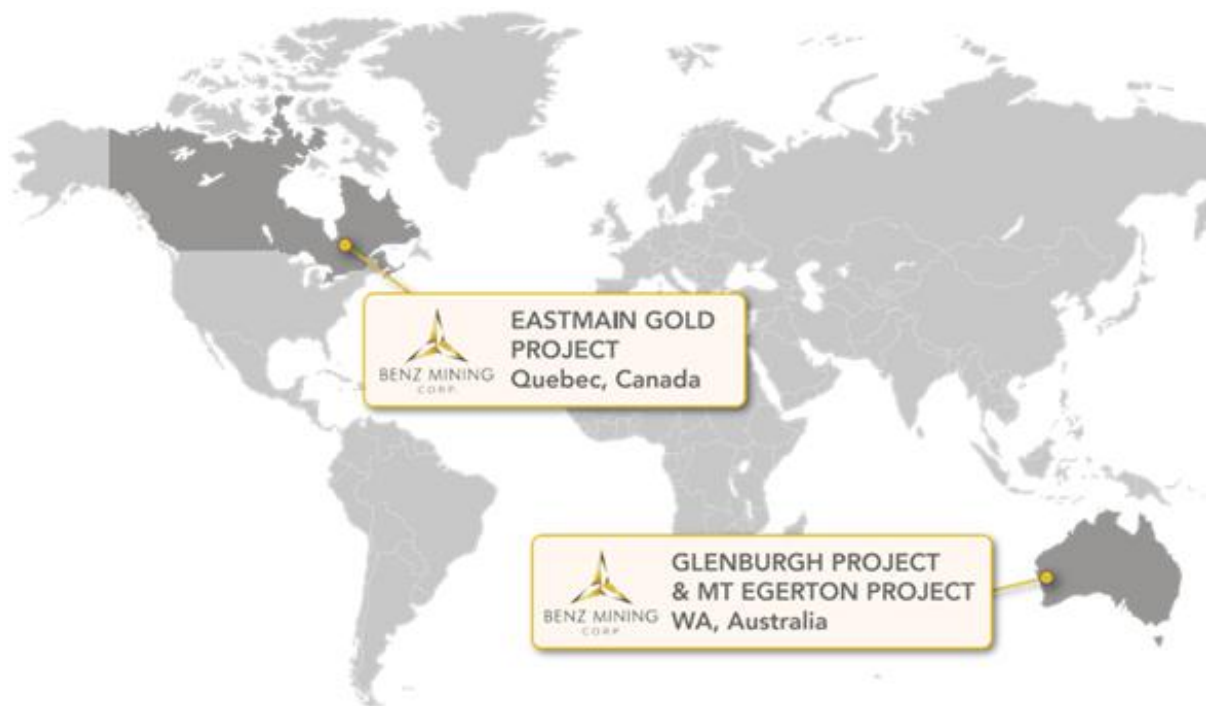 EASTMAIN GOLD
PROJECT
Quebec, Canada
BENZ MINING
CORP.
GLENBURGH PROJECT
& MT EGERTON PROJECT
WA, Australia
BENZ MINING
CORP